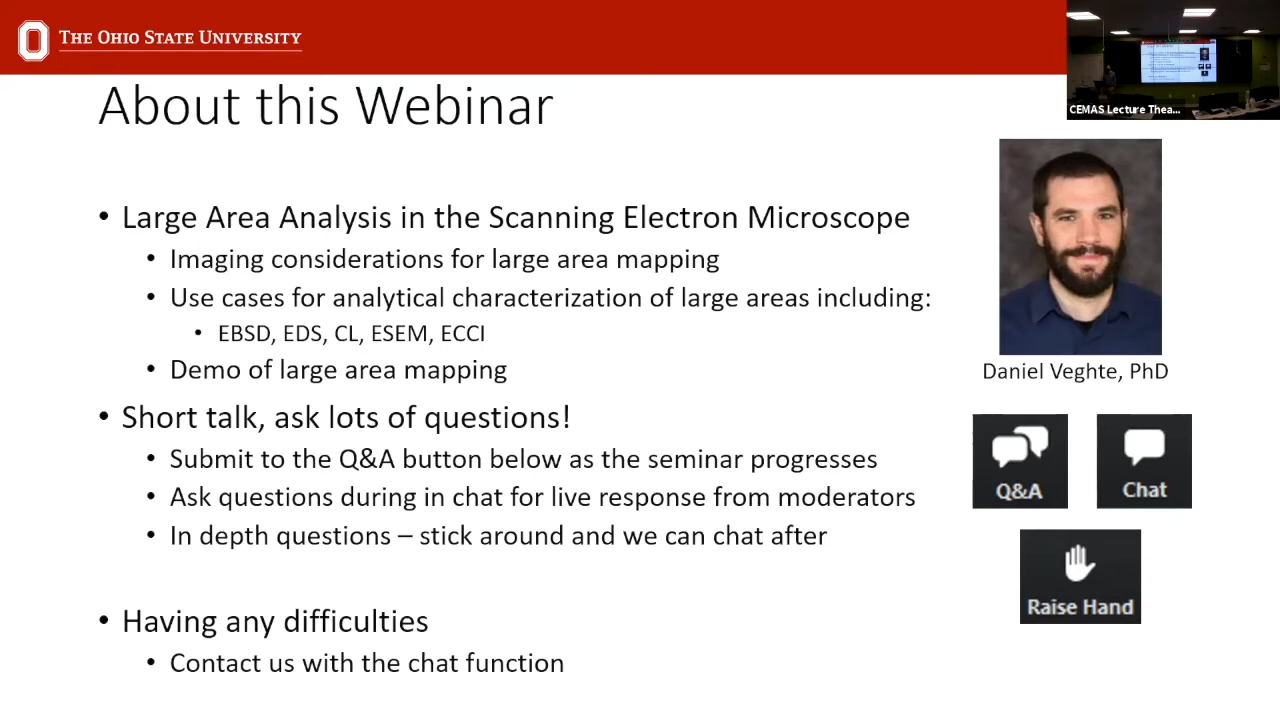 THE OHIO STATE UNIVERSITY
CEMAS Lecture Thea...
About this Webinar
• Large Area Analysis in the Scanning Electron Microscope
• Imaging considerations for large area mapping
• Use cases for analytical characterization of large areas including:
• EBSD, EDS, CL, ESEM, ECCI
• Demo of large area mapping
Daniel Veghte, PhD
• Short talk, ask lots of questions!
• Submit to the Q&A button below as the seminar progresses
• Ask questions during in chat for live response from moderators
• In depth questions – stick around and we can chat after
Q&A
Chat
Raise Hand
• Having any difficulties
• Contact us with the chat function